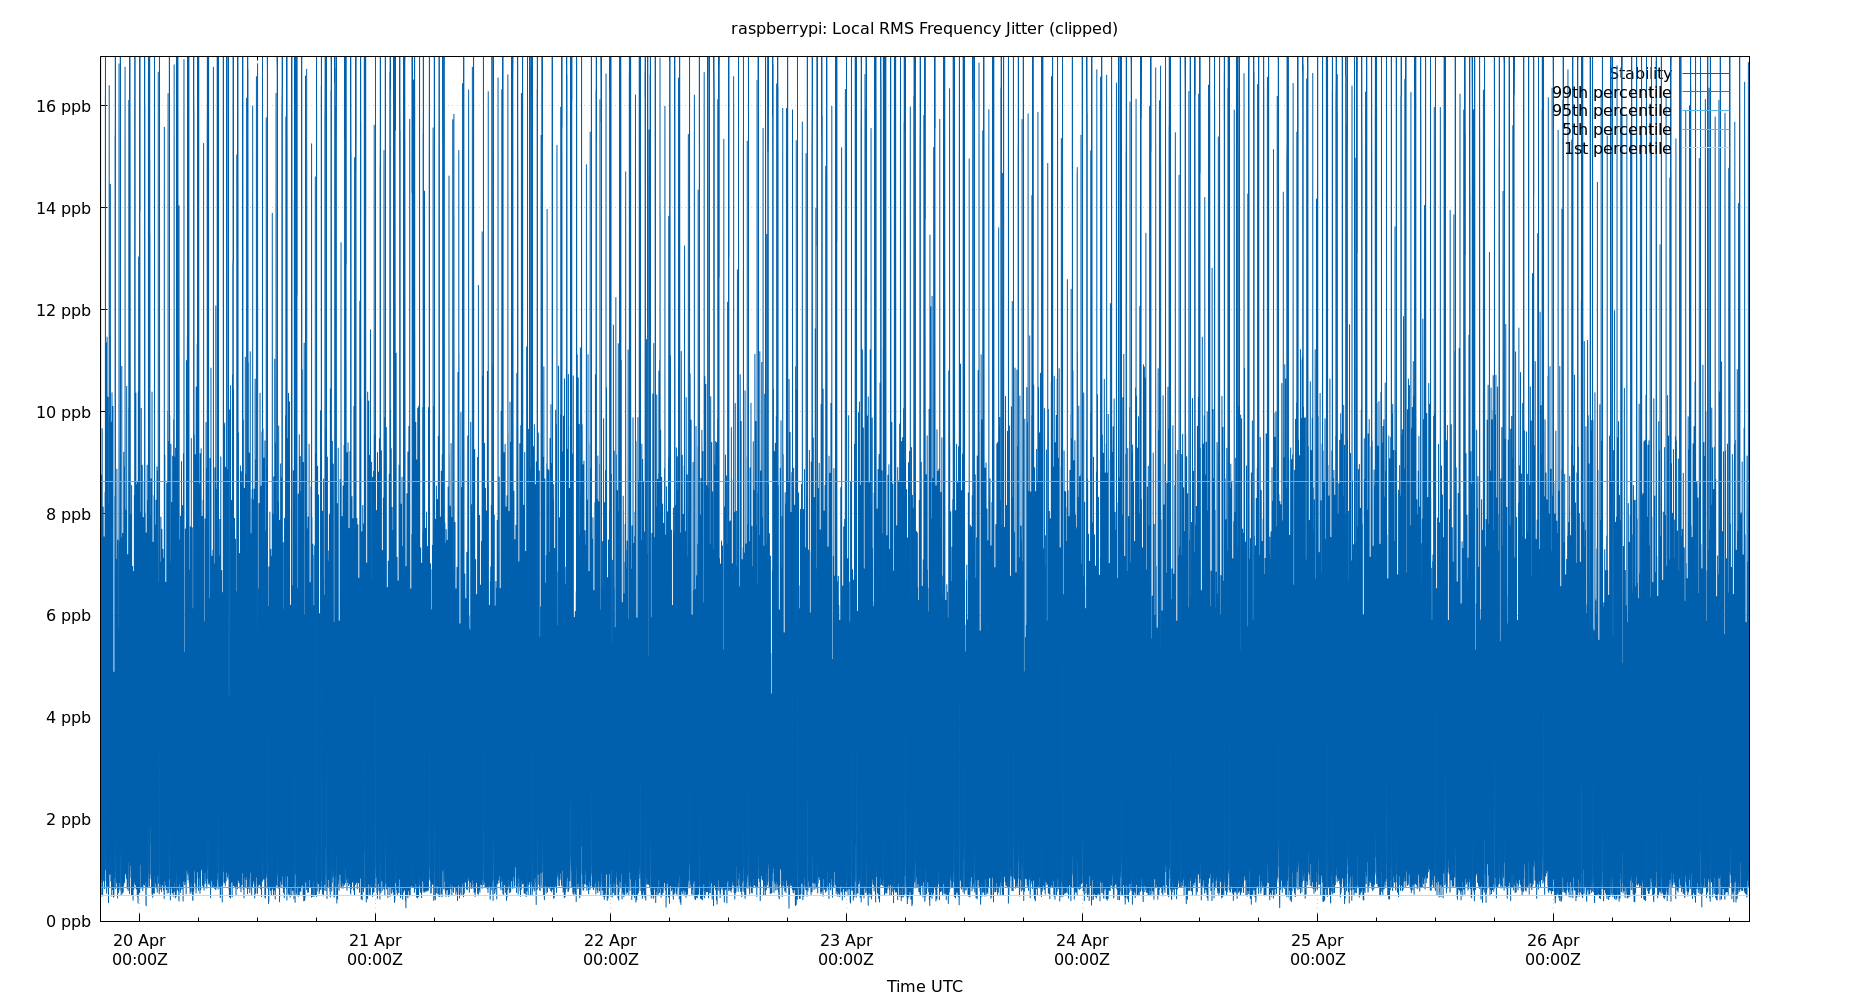 raspberrypi: Local RMS Frequency Jitter (clipped)
Stability
99th percentile
95th percentile
5th percentile
1st percentile
16 ppb
14 ppb
12 ppb
10 ppb
8 ppb
6 ppb
4 ppb
2 ppb
0 ppb
20 Apr 21 Apr 22 Apr 23 Apr 24 Apr 25 Apr 26 Apr
00:00Z 00:00Z 00:00Z 00:00Z 00:00Z 00:00Z 00:00Z
Time UTC